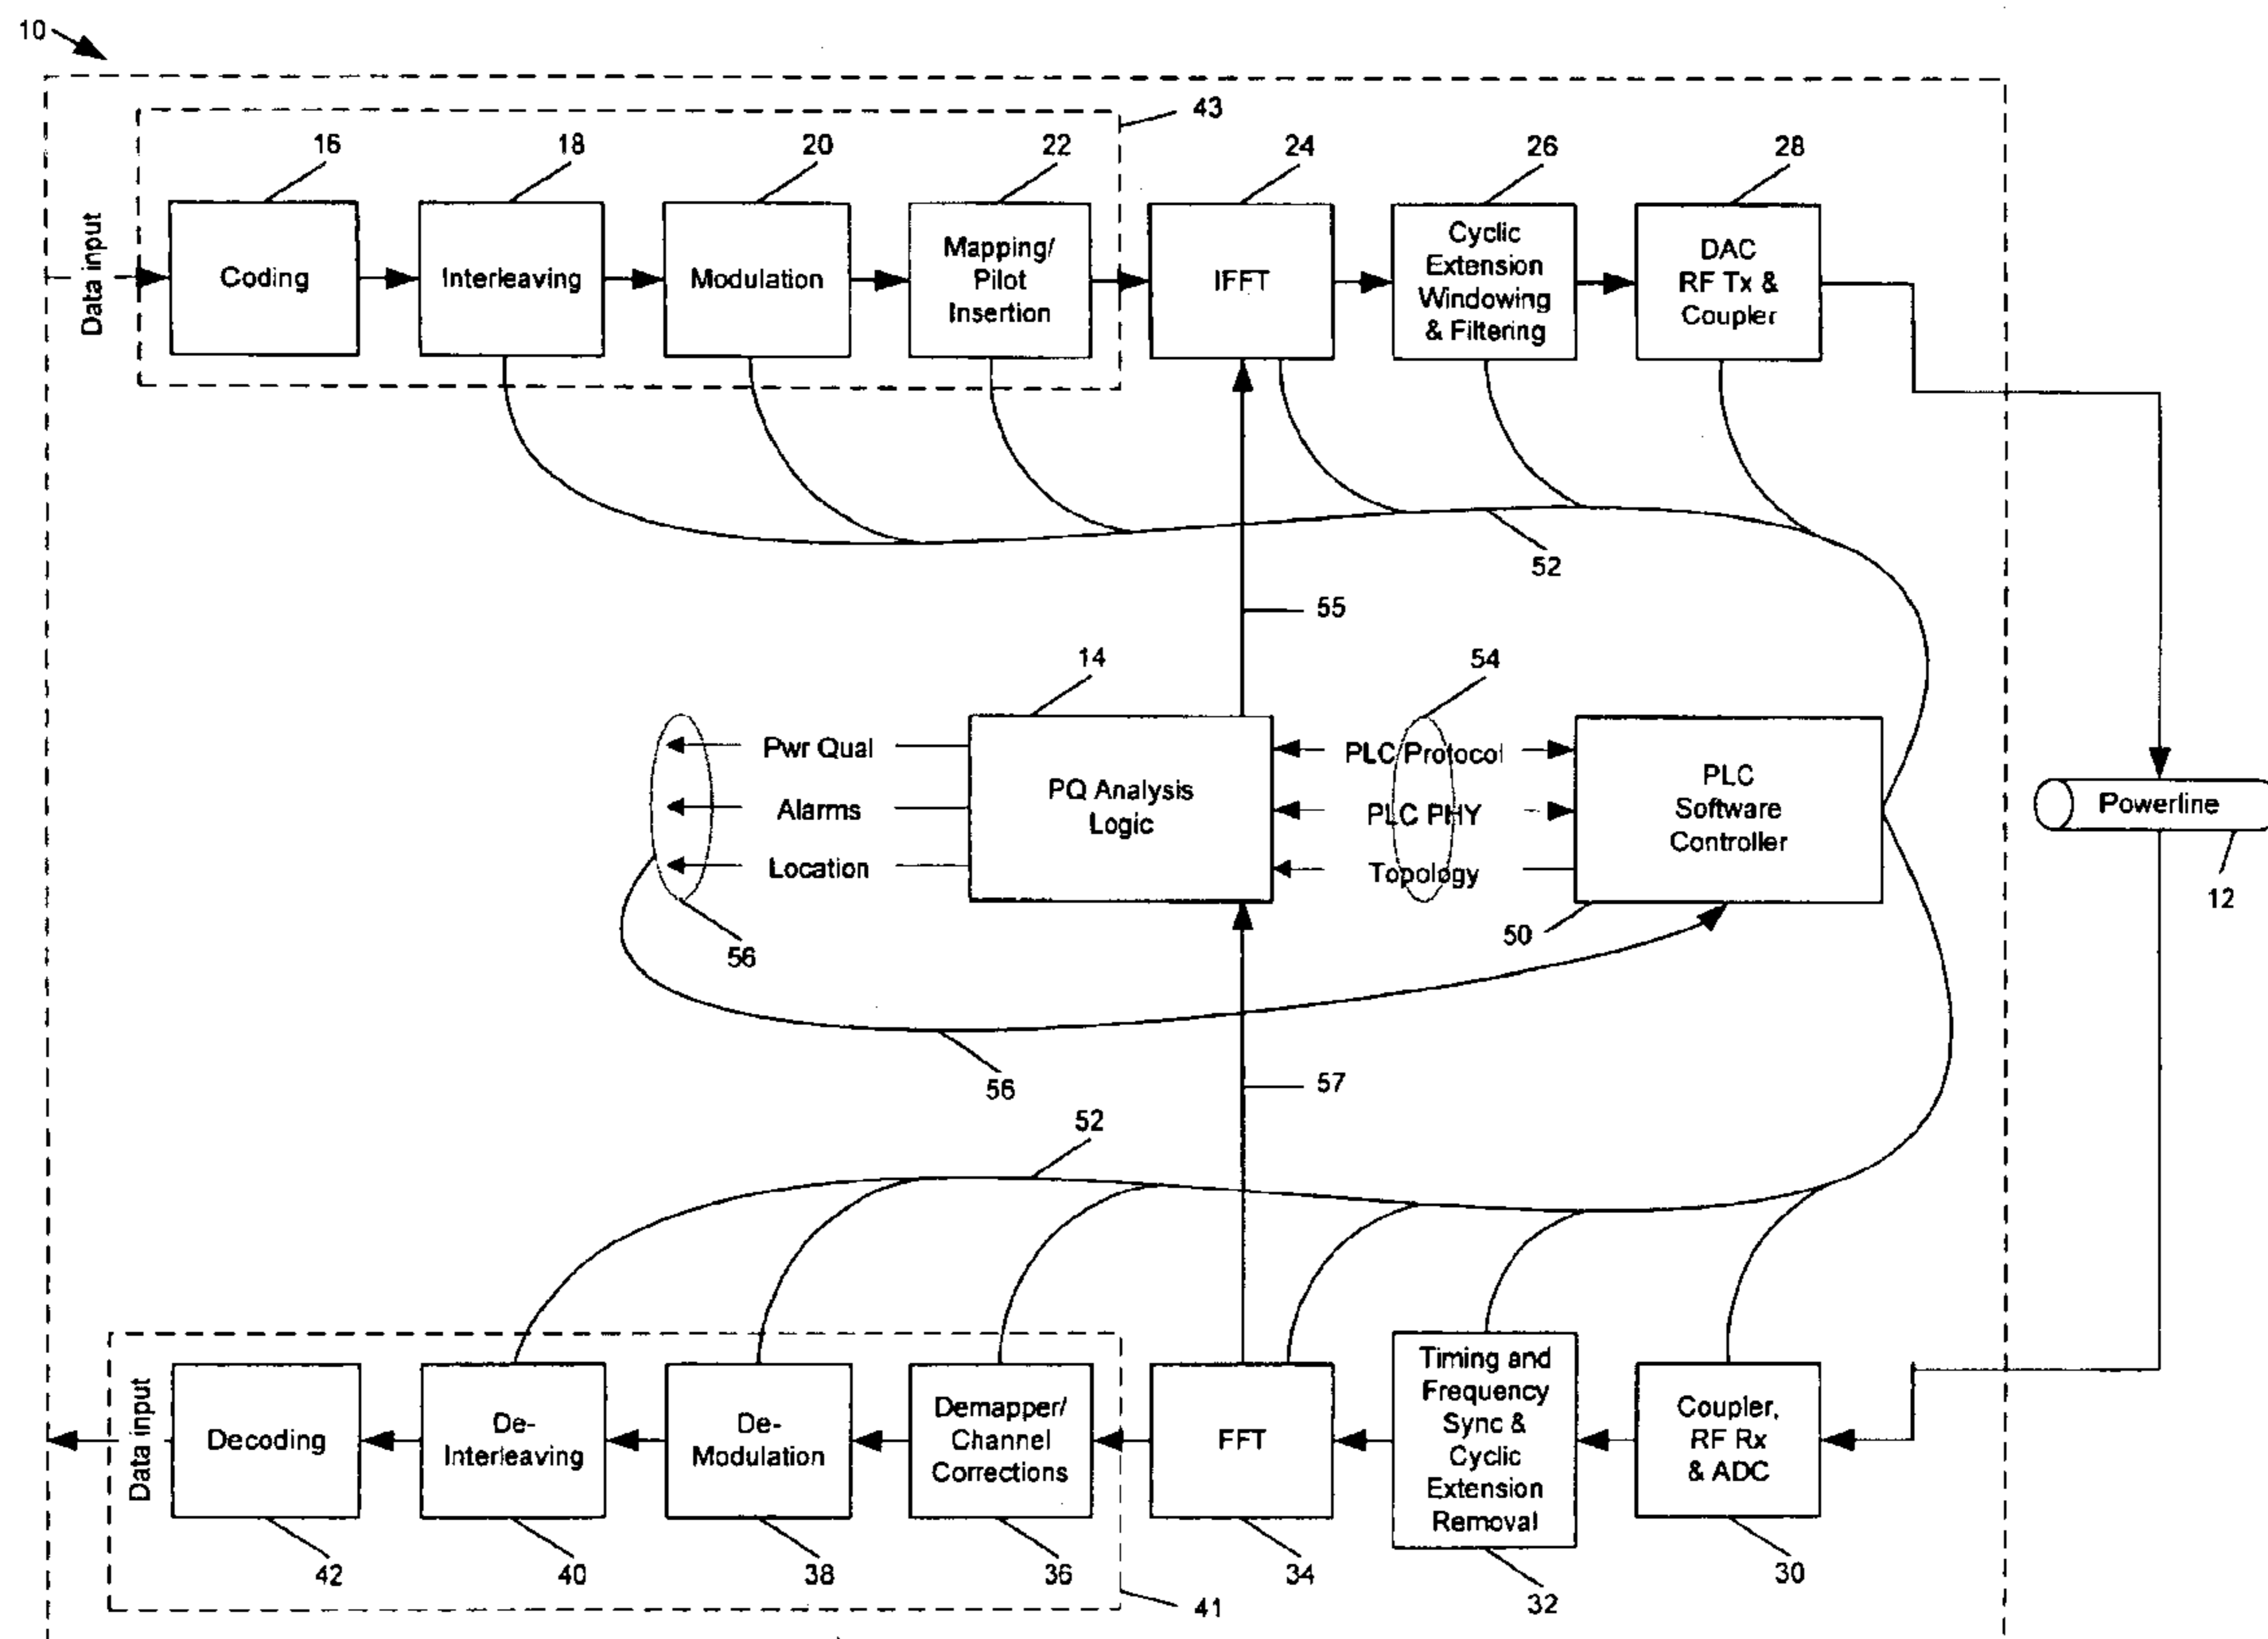 10
43
16
18
20
22
24
26
28
Data input
Coding
Interleaving
Modulation
Mapping/
Pilot
Insertion
IFFT
Cyclic
Extension
Windowing
& Filtering
DAC
RF Tx &
Coupler
52
55
14
54
Pwr Qual
Alarms
Location
PQ Analysis
Logic
PLC Protocol
PLC PHY
Topology
PLC
Software
Controller
Powerline
12
56
50
56
57
52
Data input
Decoding
De-
Interleaving
De-
Modulation
Demapper/
Channel
Corrections
FFT
Timing and
Frequency
Sync &
Cyclic
Extension
Removal
Coupler,
RF Rx
& ADC
42
40
38
36
34
32
30
41